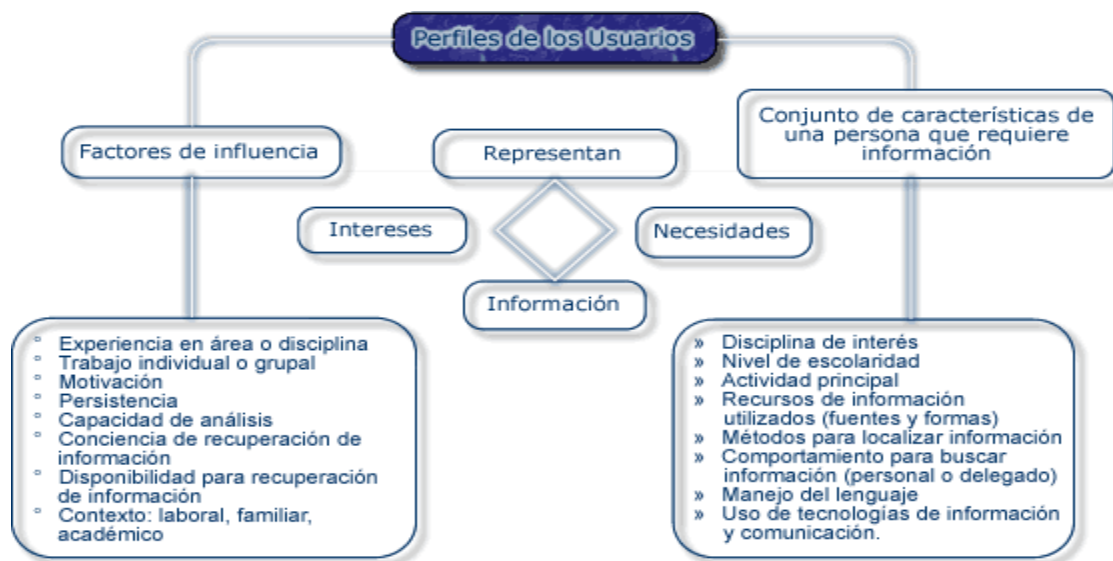 Perfiles de los Usuarios
Factores de influencia
Representan
Conjunto de características de
una persona que requiere
información
Intereses
Necesidades
Información
° Experiencia en área o disciplina
° Trabajo individual o grupal
° Motivación
° Persistencia
° Capacidad de análisis
° Conciencia de recuperación de
información
° Disponibilidad para recuperación
de información
° Contexto: laboral, familiar,
académico
» Disciplina de interés
» Nivel de escolaridad
» Actividad principal
» Recursos de información
utilizados (fuentes y formas)
» Métodos para localizar información
» Comportamiento para buscar
información (personal o delegado)
» Manejo del lenguaje
» Uso de tecnologías de información
y comunicación.